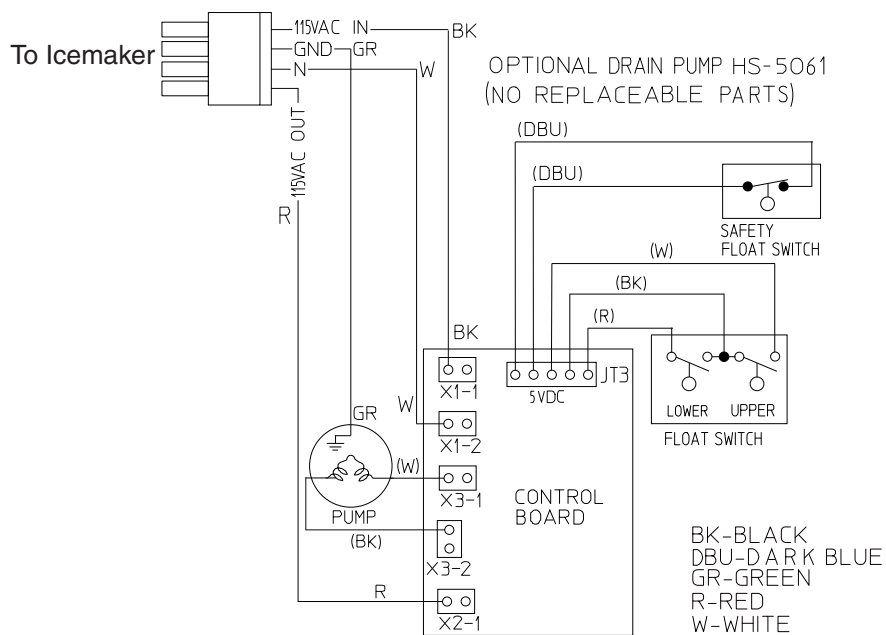 To Icemaker
115VAC IN
BK
GND
GR
N
W
115VAC OUT
R
OPTIONAL DRAIN PUMP HS-5061
(NO REPLACEABLE PARTS)
(DBU)
(DBU)
SAFETY
FLOAT SWITCH
(W)
(BK)
(R)
BK
X1-1
JT3
5VDC
LOWER
UPPER
FLOAT SWITCH
GR
W
X1-2
(W)
X3-1
PUMP
(BK)
X3-2
CONTROL
BOARD
R
X2-1
BK-BLACK
DBU-DARK BLUE
GR-GREEN
R-RED
W-WHITE